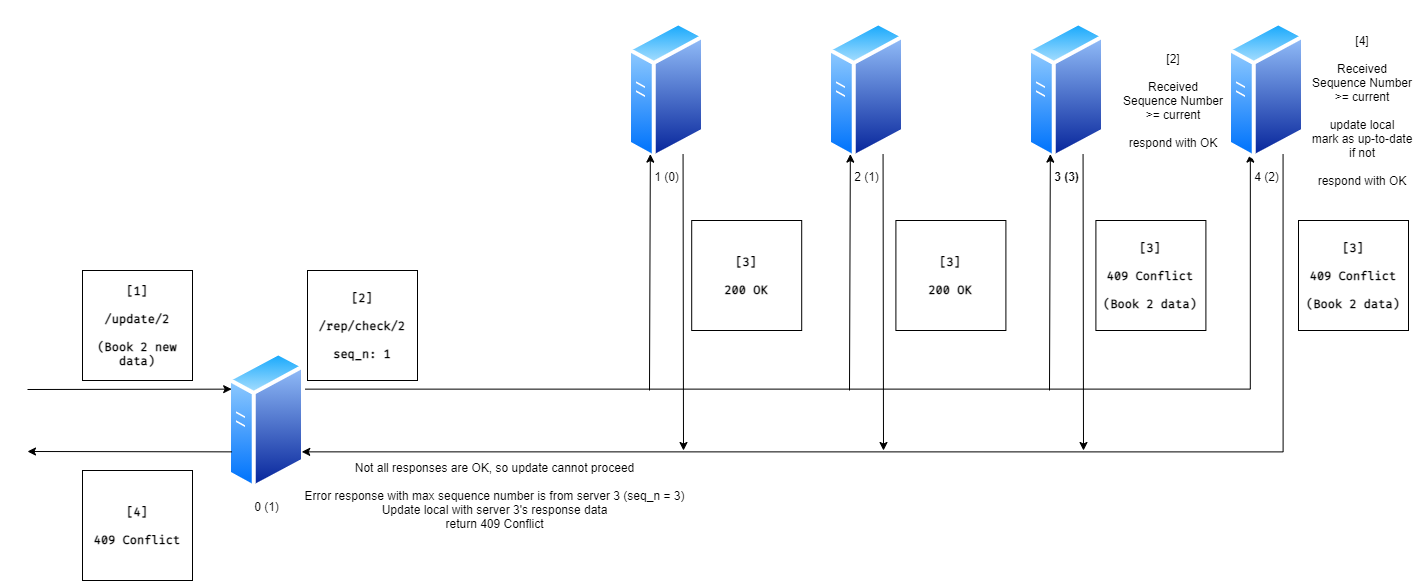 [2]
Received
Sequence Number
>= current
respond with OK
[4]
Received
Sequence Number
>= current
update local
mark as up-to-date
if not
respond with OK
1 (0)
2 (1)
3 (3)
4 (2)
[3]
200 OK
[3]
200 OK
[3]
409 Conflict
(Book 2 data)
[3]
409 Conflict
(Book 2 data)
[1]
/update/2
(Book 2 new
data)
[2]
/rep/check/2
seq_n: 1
0 (1)
Not all responses are OK, so update cannot proceed
Error response with max sequence number is from server 3 (seq_n = 3)
Update local with server 3's response data
return 409 Conflict
[4]
409 Conflict